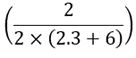 (2 / (2 × (2.3 + 6)))